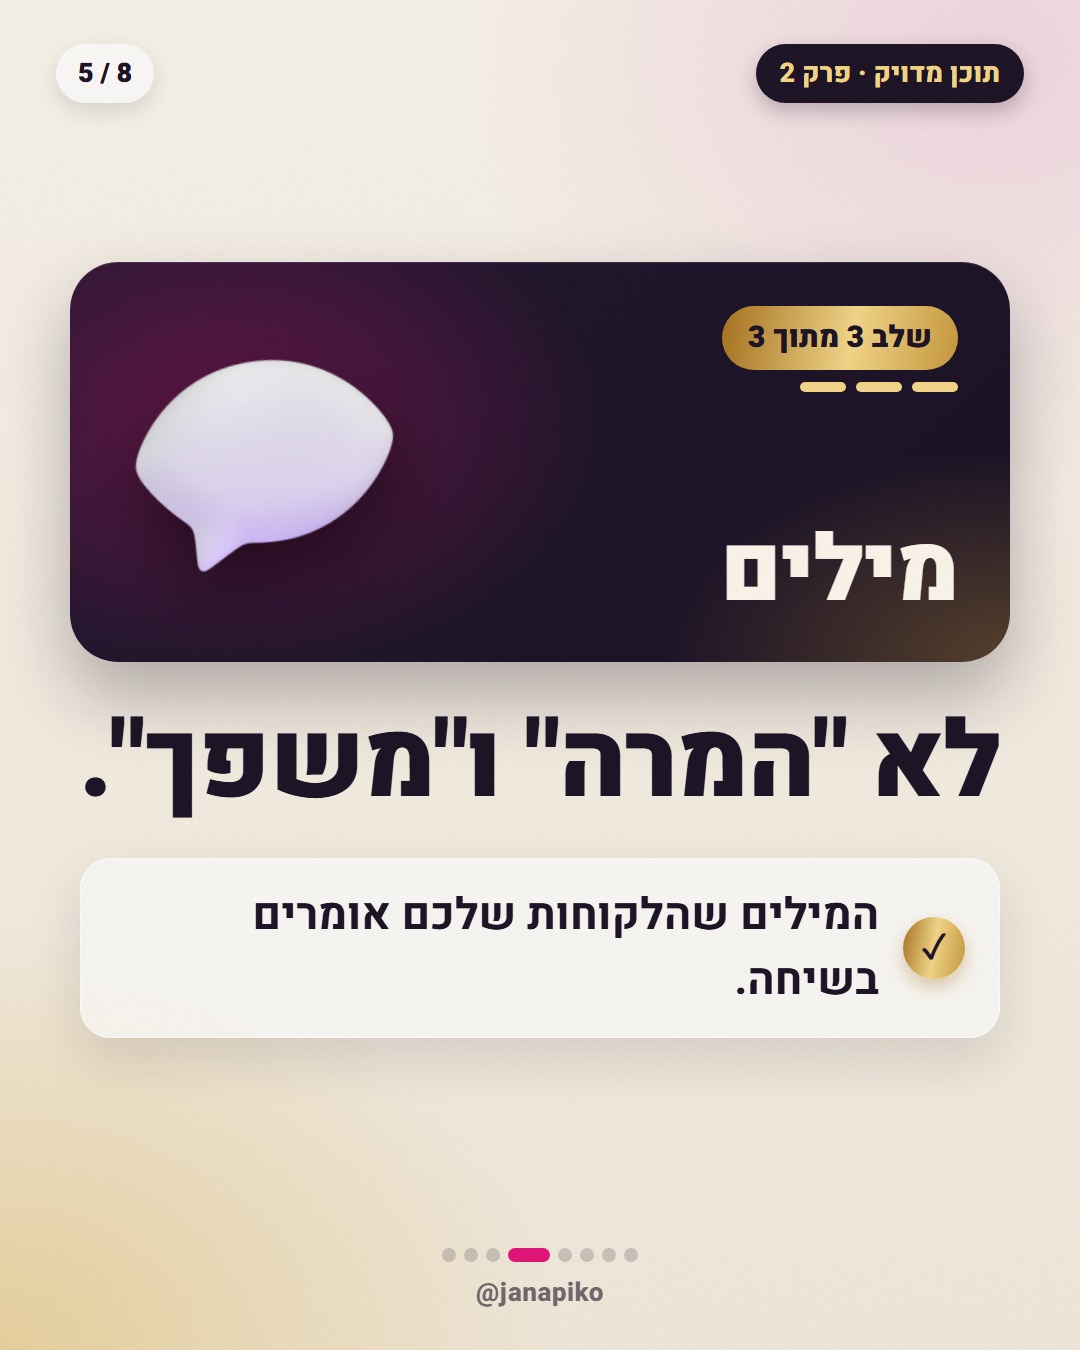 תוכן מדויק · פרק 2
5 / 8
שלב 3 מתוך 3
מילים
לא "המרה" ו"משפך".
המילים שהלקוחות שלכם אומרים
בשיחה.
@janapiko